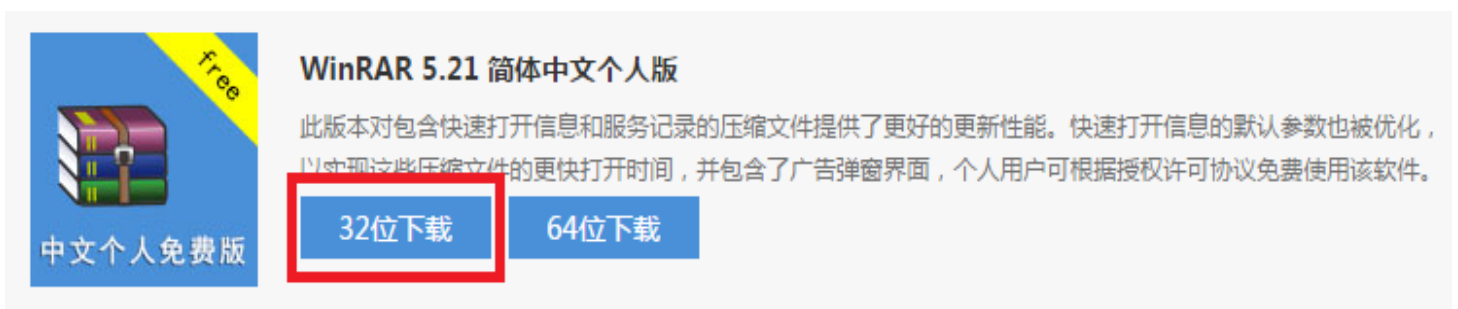 free
中文个人免费版
WinRAR 5.21 简体中文个人版
此版本对包含快速打开信息和服务记录的压缩文件提供了更好的更新性能。快速打开信息的默认参数也被优化，
以实现这些压缩文件的更快打开时间，并包含了广告弹窗界面，个人用户可根据授权许可协议免费使用该软件。
32位下载
64位下载